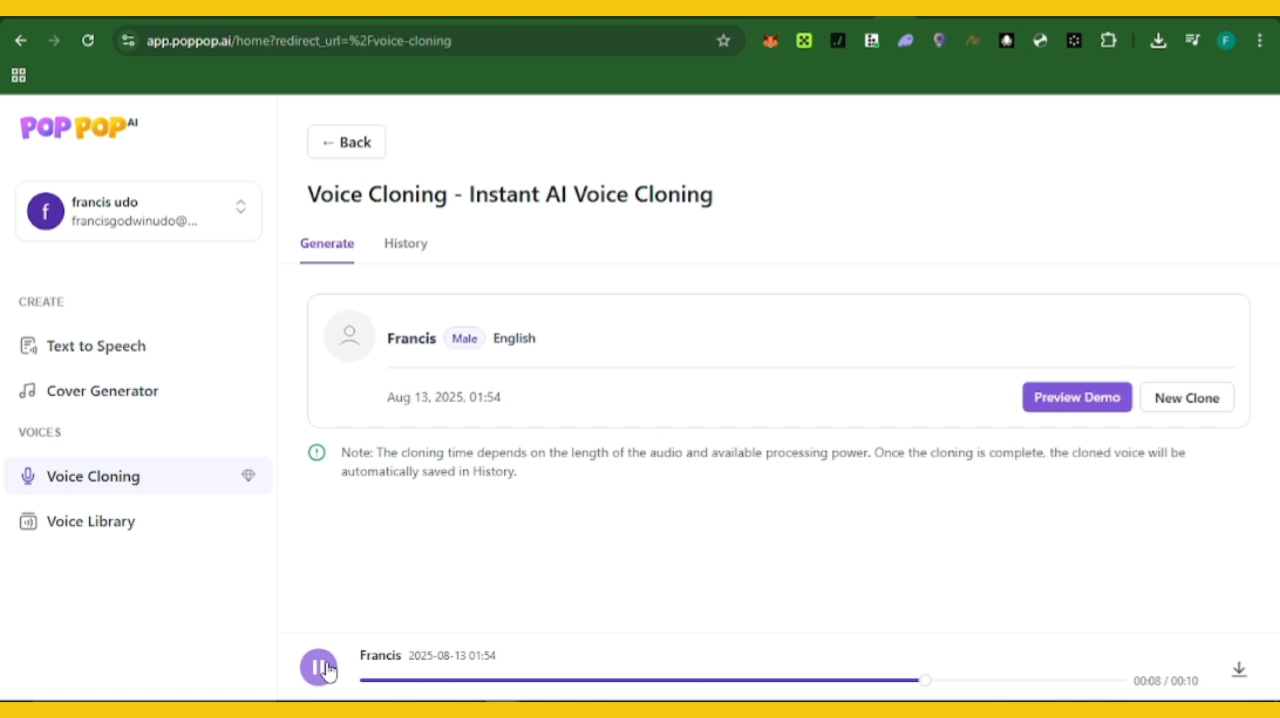 app.poppop.ai/home?redirect_url=%2Fvoice-cloning
F
POP POP AI
f
francis udo
francisgodwinudo@...
CREATE
Text to Speech
Cover Generator
VOICES
Voice Cloning
Voice Library
← Back
Voice Cloning - Instant AI Voice Cloning
Generate History
Francis Male English
Aug 13, 2025, 01:54
Preview Demo New Clone
Note: The cloning time depends on the length of the audio and available processing power. Once the cloning is complete, the cloned voice will be
automatically saved in History.
Francis 2025-08-13 01:54
00:08 / 00:10